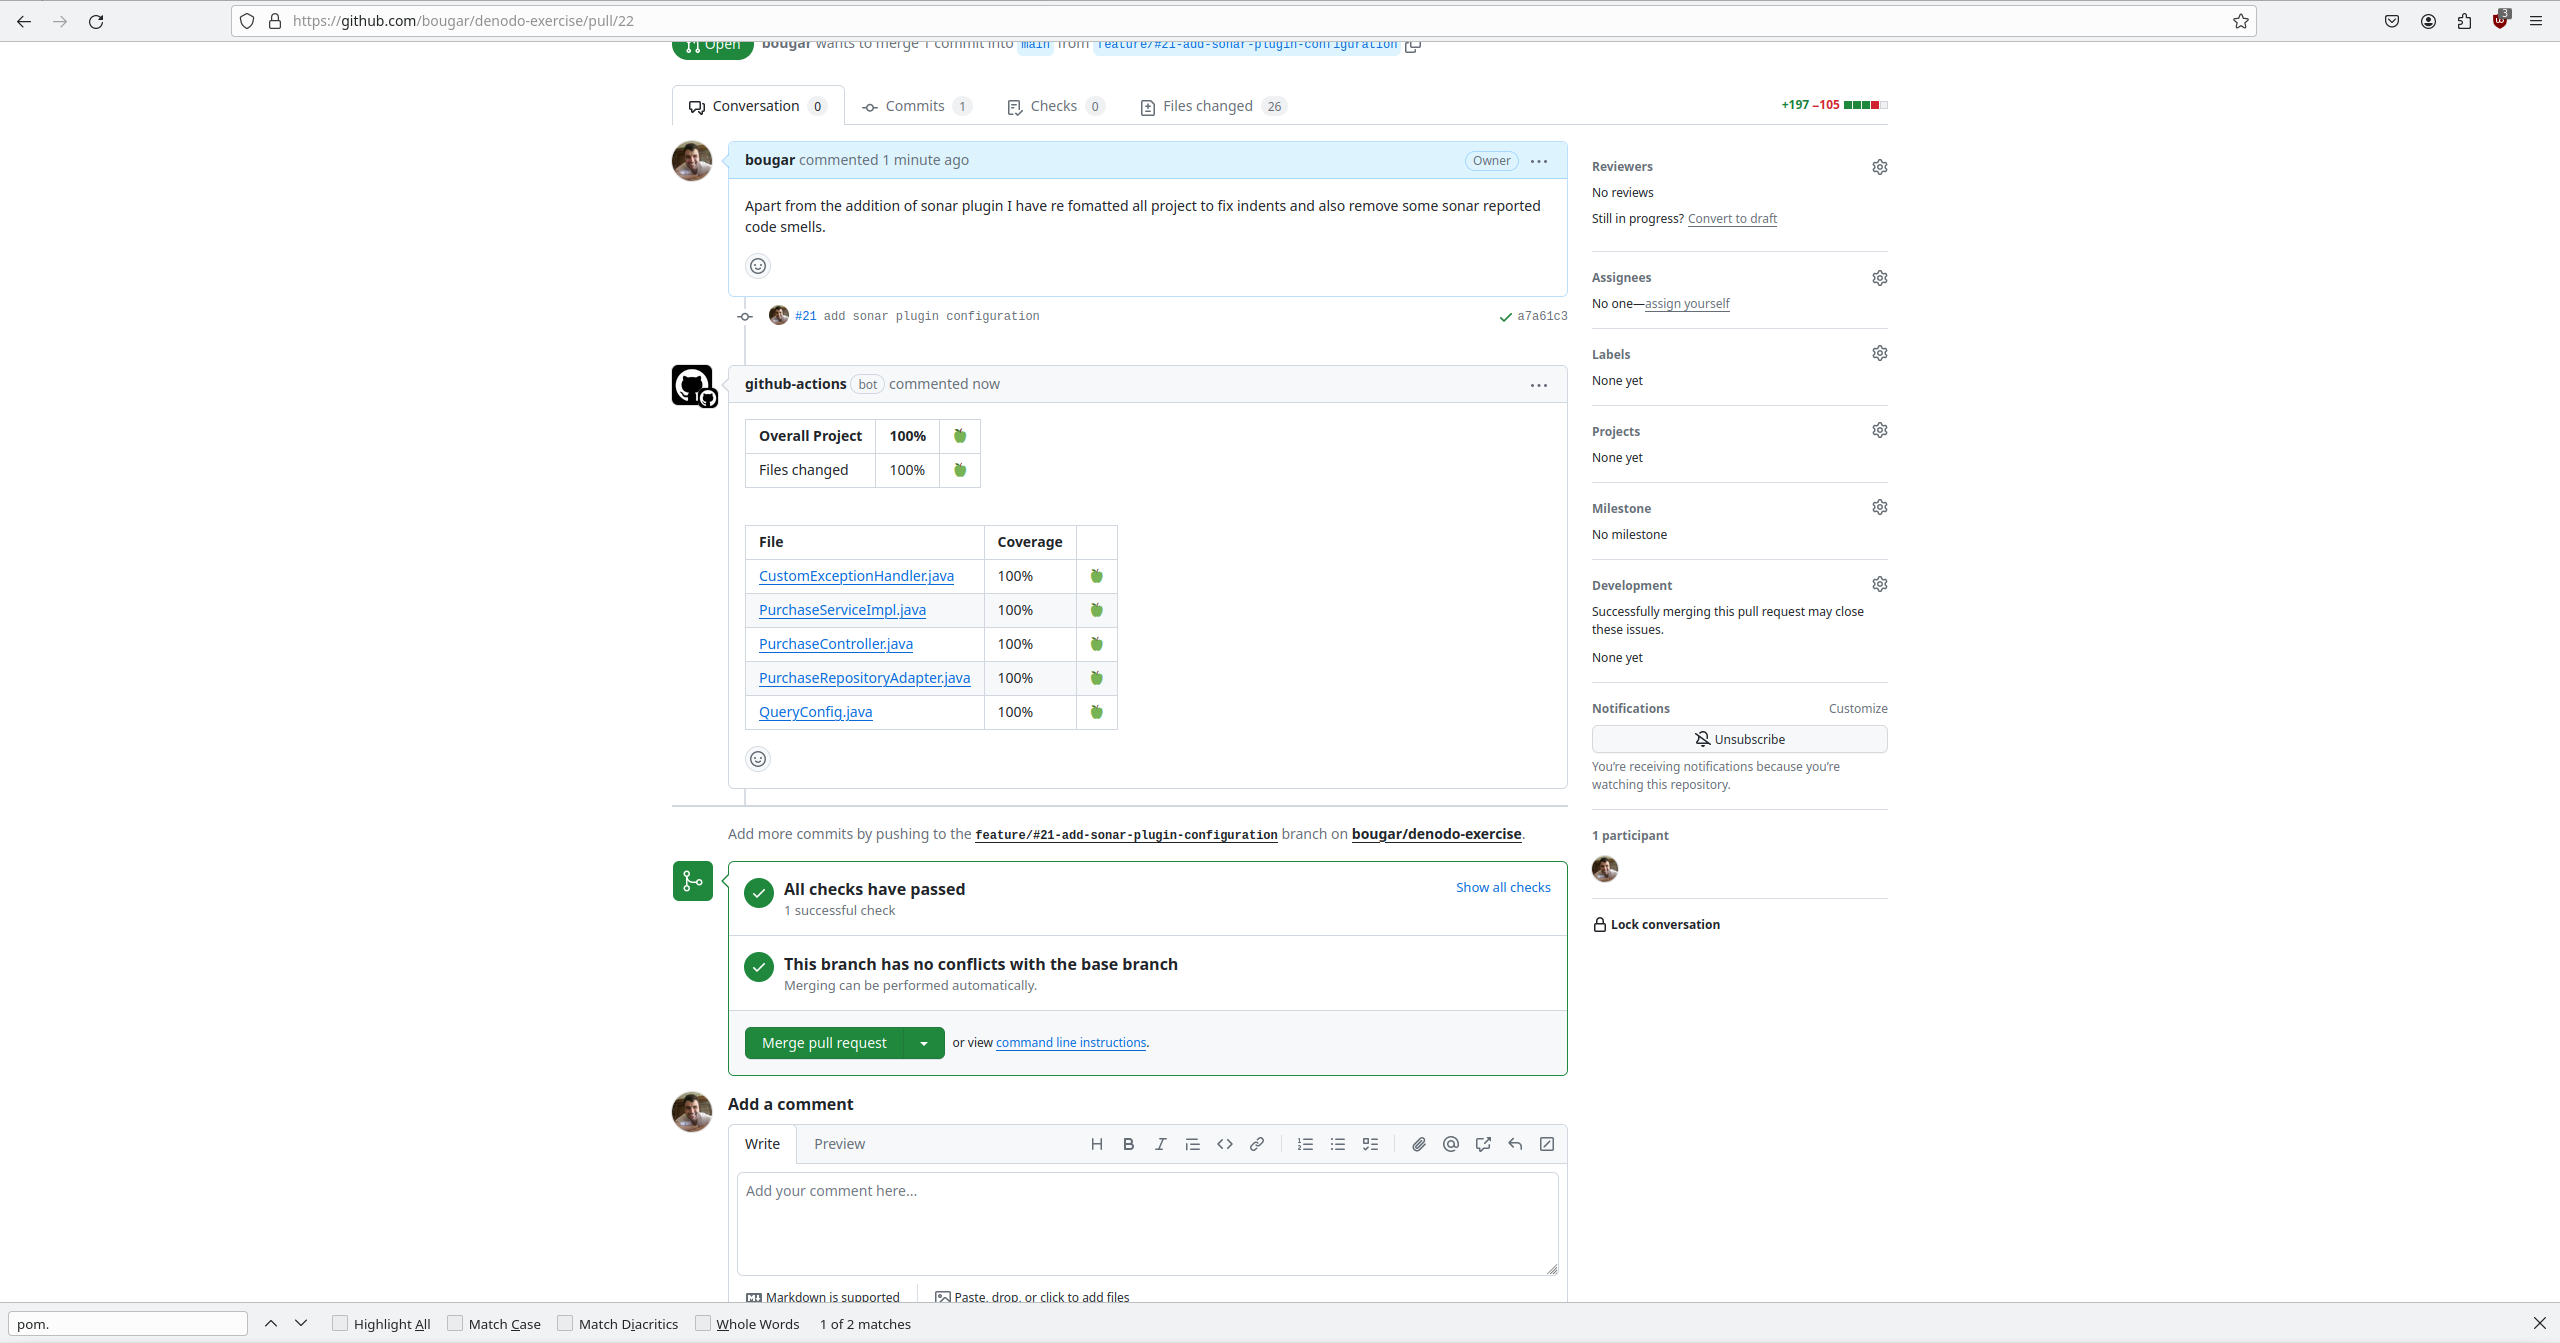 https://github.com/bougar/denodo-exercise/pull/22
3
Open bougar wants to merge 1 commit into main from feature/#21-add-sonar-plugin-configuration
Conversation 0 Commits 1 Checks 0 Files changed 26
+197 −105
bougar commented 1 minute ago
Owner
Apart from the addition of sonar plugin I have re fomatted all project to fix indents and also remove some sonar reported
code smells.
#21 add sonar plugin configuration
a7a61c3
github-actions bot commented now
Overall Project 100%
Files changed 100%
File Coverage
CustomExceptionHandler.java 100%
PurchaseServiceImpl.java 100%
PurchaseController.java 100%
PurchaseRepositoryAdapter.java 100%
QueryConfig.java 100%
Add more commits by pushing to the feature/#21-add-sonar-plugin-configuration branch on bougar/denodo-exercise.
All checks have passed
Show all checks
1 successful check
This branch has no conflicts with the base branch
Merging can be performed automatically.
Merge pull request or view command line instructions.
Add a comment
Write Preview
Add your comment here...
Markdown is supported Paste, drop, or click to add files
Reviewers
No reviews
Still in progress? Convert to draft
Assignees
No one—assign yourself
Labels
None yet
Projects
None yet
Milestone
No milestone
Development
Successfully merging this pull request may close
these issues.
None yet
Notifications Customize
Unsubscribe
You're receiving notifications because you're
watching this repository.
1 participant
Lock conversation
pom. Highlight All Match Case Match Diacritics Whole Words 1 of 2 matches